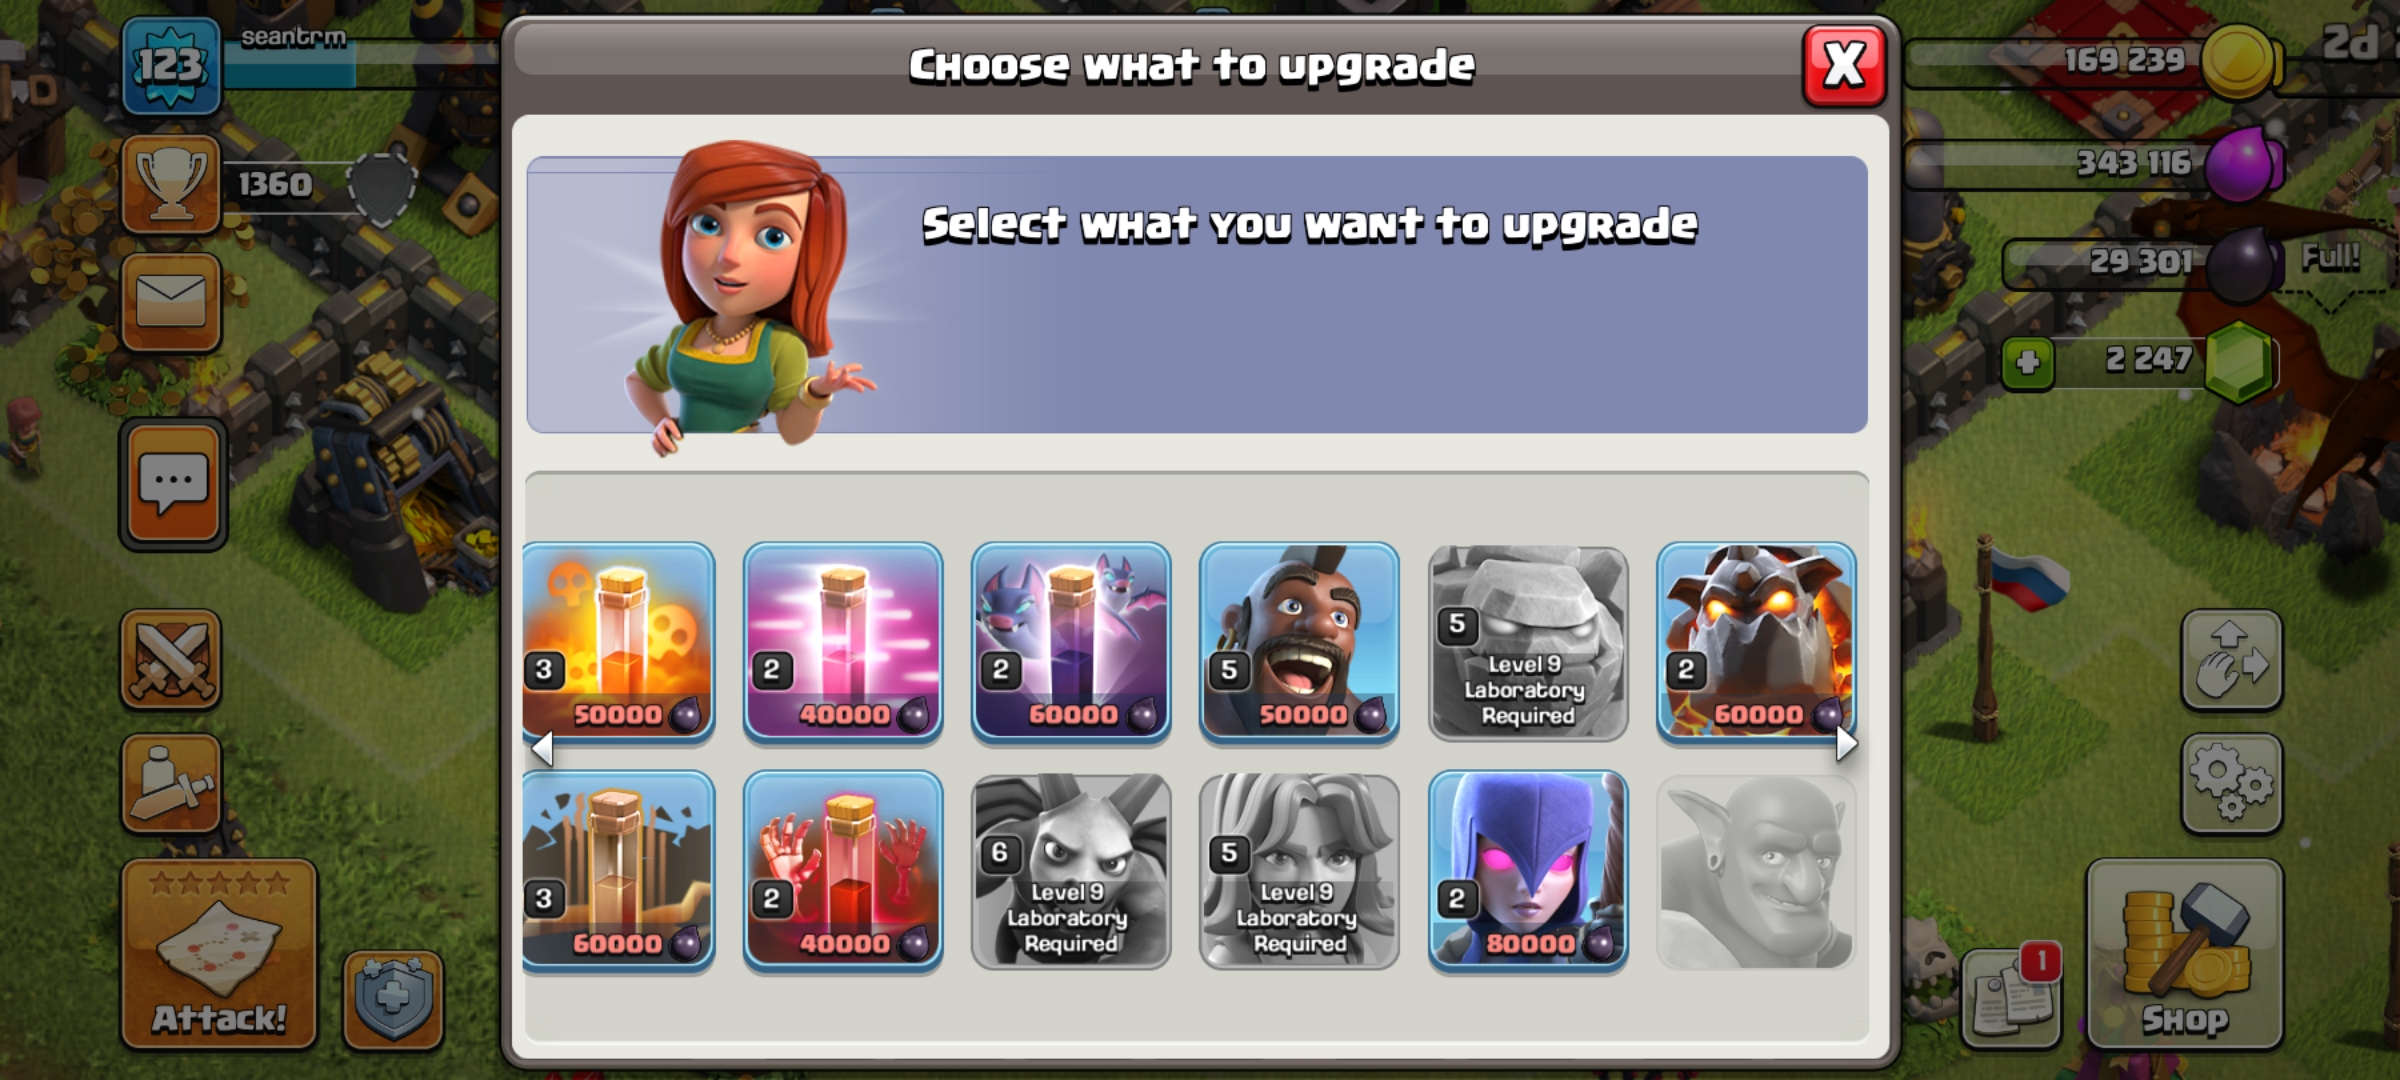 123
seantrm
Choose what to upgrade
X
169 239
2d
1360
343 116
Select what you want to upgrade
29 301
Full!
2 247
3
50000
2
40000
2
60000
5
50000
5
Level 9
Laboratory
Required
2
60000
3
60000
2
40000
6
Level 9
Laboratory
Required
5
Level 9
Laboratory
Required
2
80000
Attack!
1
Shop